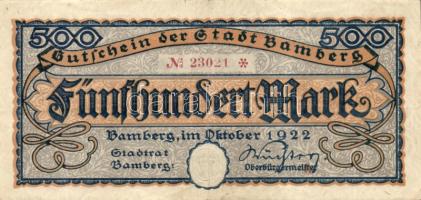 500 500
Gutschein der Stadt Bamberg
№ 23021 *
Fünfhundert Mark
Bamberg, im Oktober 1922
Stadtrat
Bamberg:
Oberbürgermeister